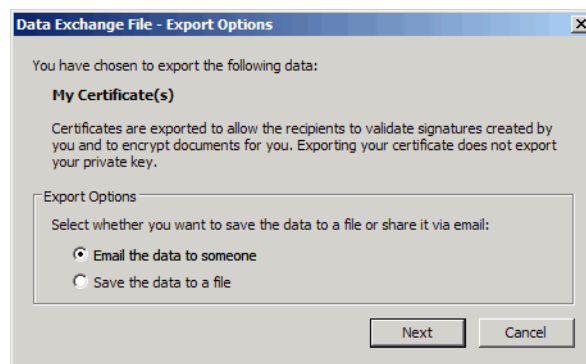 Data Exchange File - Export Options
You have chosen to export the following data:
My Certificate(s)
Certificates are exported to allow the recipients to validate signatures created by
you and to encrypt documents for you. Exporting your certificate does not export
your private key.
Export Options
Select whether you want to save the data to a file or share it via email:
Email the data to someone
Save the data to a file
Next
Cancel